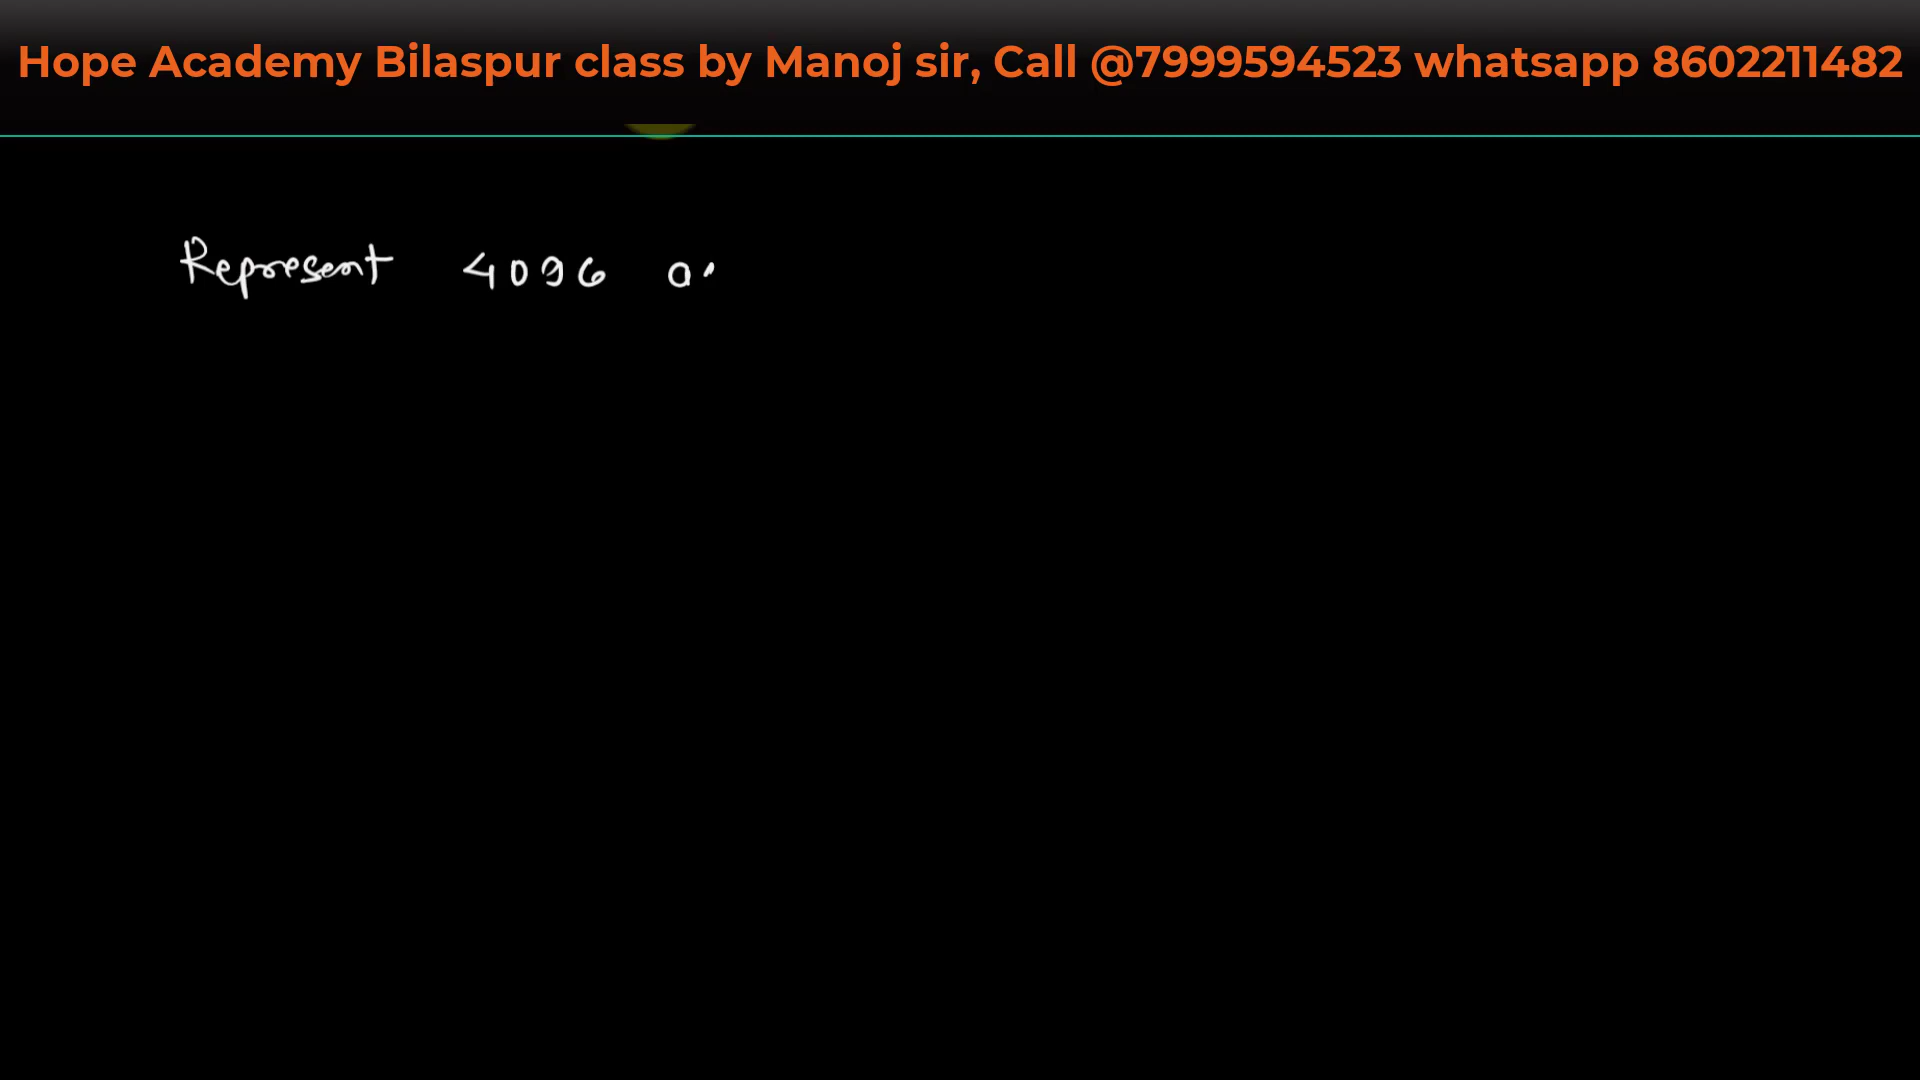 Hope Academy Bilaspur class by Manoj sir, Call @7999594523 whatsapp 8602211482
Represent 4096 a